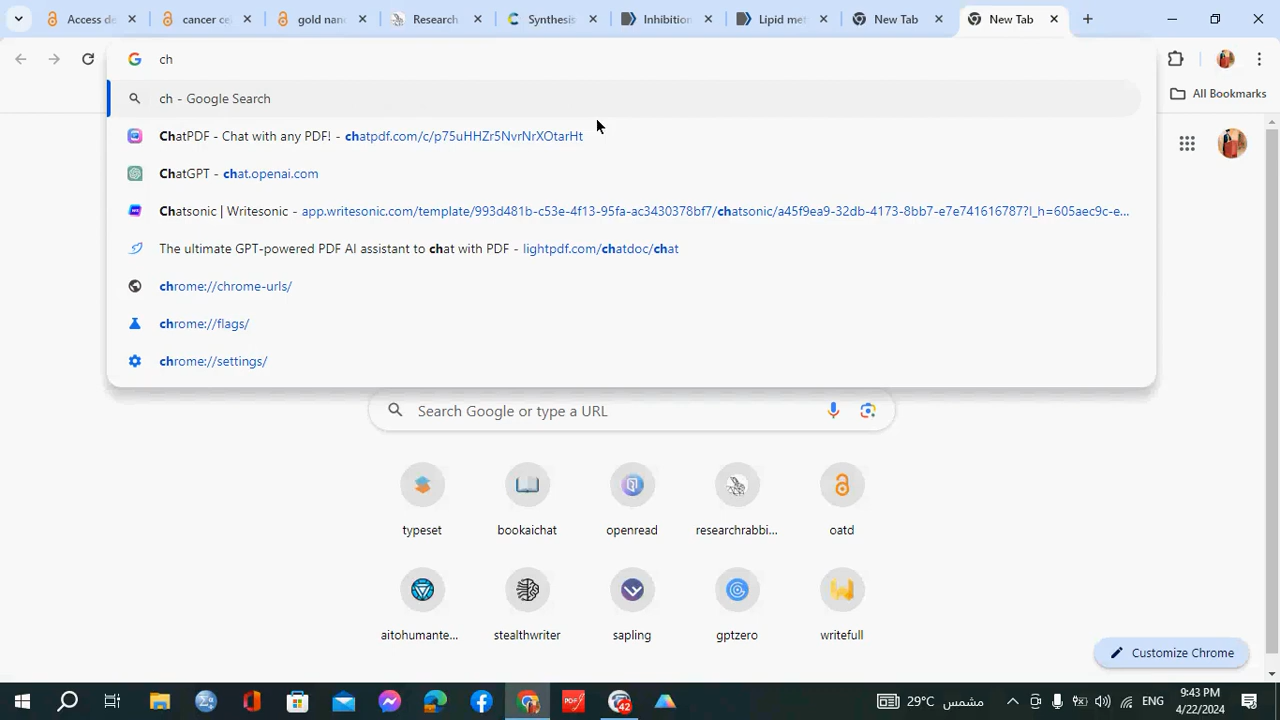 Access de
cancer ce
gold nan
Research
Synthesis
Inhibition
Lipid met
New Tab
New Tab
ch
All Bookmarks
ch - Google Search
ChatPDF - Chat with any PDF! - chatpdf.com/c/p75uHHZr5NvrNrXOtarHt
ChatGPT - chat.openai.com
Chatsonic | Writesonic - app.writesonic.com/template/993d481b-c53e-4f13-95fa-ac3430378bf7/chatsonic/a45f9ea9-32db-4173-8bb7-e7e741616787?l_h=605aec9c-e...
The ultimate GPT-powered PDF AI assistant to chat with PDF - lightpdf.com/chatdoc/chat
chrome://chrome-urls/
chrome://flags/
chrome://settings/
Search Google or type a URL
typeset
bookaichat
openread
researchrabbi...
oatd
aitohumante...
stealthwriter
sapling
gptzero
writefull
Customize Chrome
42
29°C مشمس
ENG
9:43 PM
4/22/2024